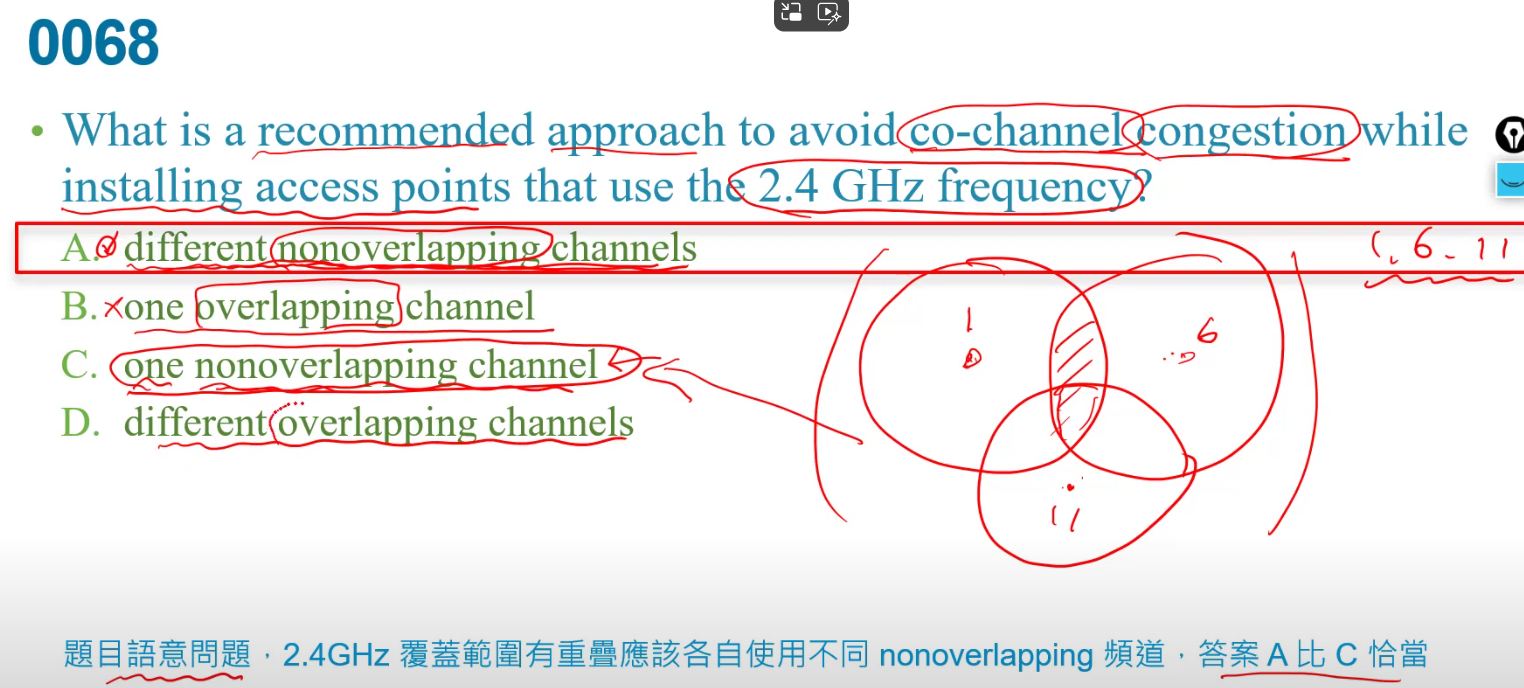 0068
• What is a recommended approach to avoid co-channel congestion while
installing access points that use the 2.4 GHz frequency?
A. different nonoverlapping channels
1, 6 - 11
B. one overlapping channel
C. one nonoverlapping channel
D. different overlapping channels
1
6
11
題目語意問題，2.4GHz 覆蓋範圍有重疊應該各自使用不同 nonoverlapping 頻道，答案 A 比 C 恰當